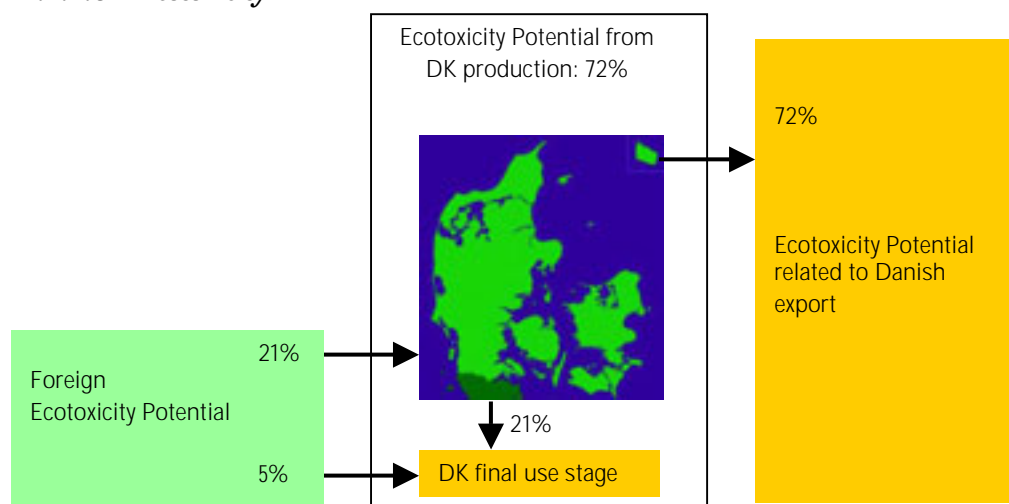 Ecotoxicity Potential from
DK production: 72%
72%
Ecotoxicity Potential
related to Danish
export
21%
Foreign
Ecotoxicity Potential
21%
5%
DK final use stage